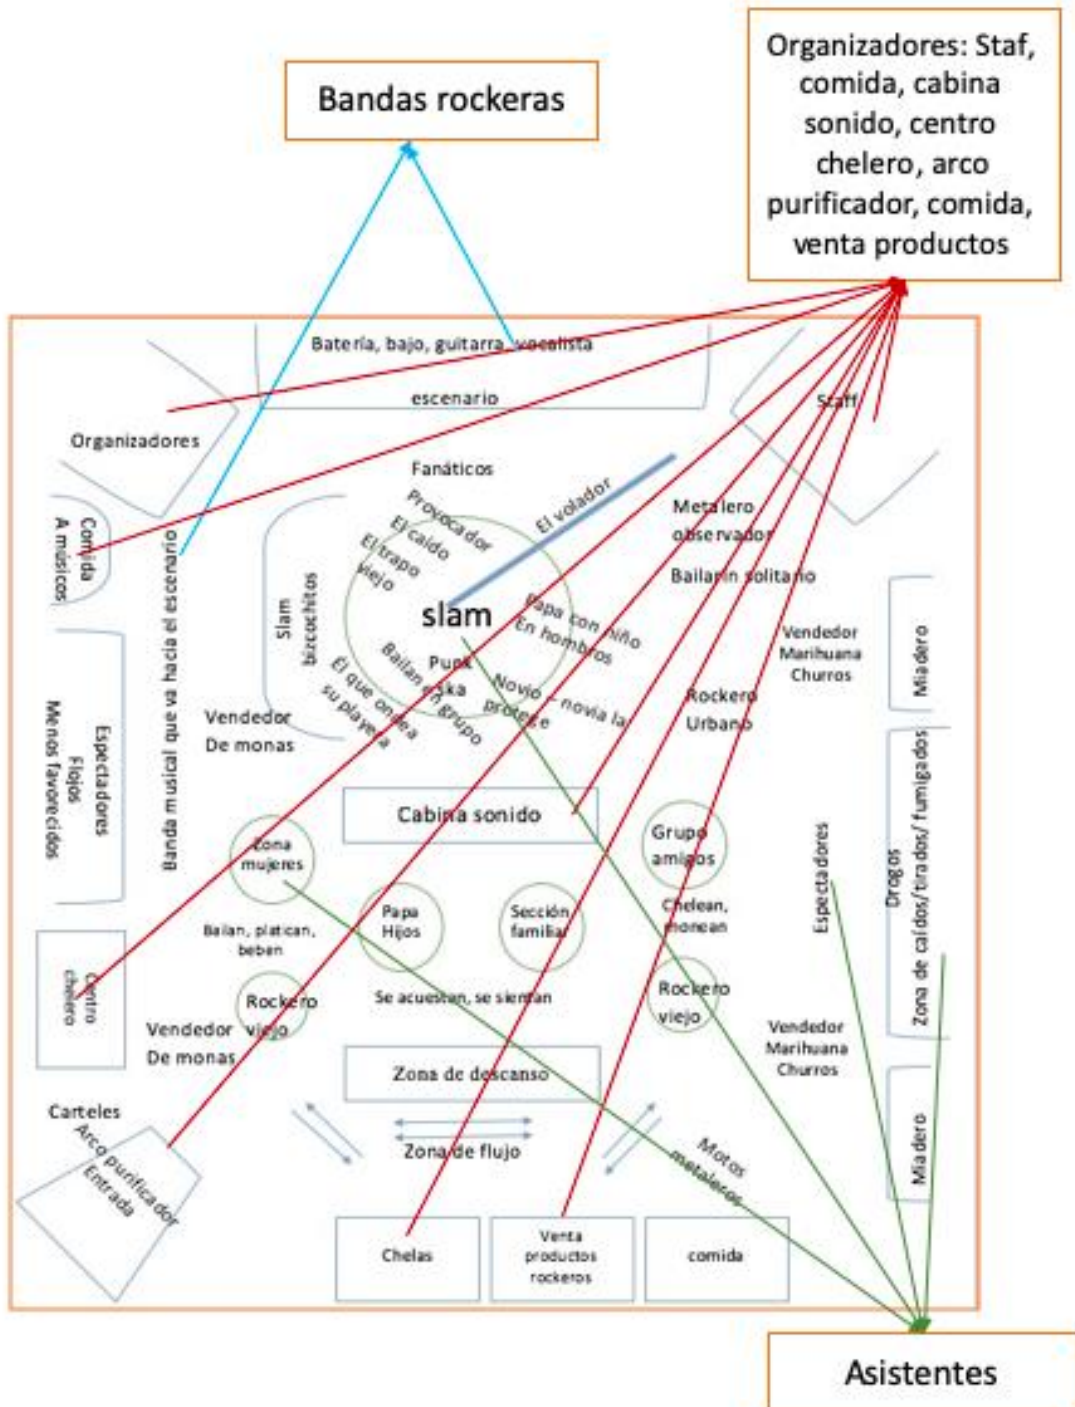 Organizadores: Staf,
comida, cabina
sonido, centro
chelero, arco
purificador, comida,
venta productos
Bandas rockeras
Batería, bajo, guitarra, vocalista
escenario
Staff
Organizadores
Fanáticos
Provocador
El caido
El trapo
viejo
El volador
Metalero
observador
Bailarin solitario
Comida
A músicos
Banda musical que va hacia el escenario
Slam
bizcochitos
slam
Papa con niño
En hombros
Punk
ska
Bailan en grupo
Él que ondea
su playera
Novio – novia la
protege
Vendedor
Marihuana
Churros
Miadero
Rockero
Urbano
Vendedor
De monas
Espectadores
Flojos
Menos favorecidos
Cabina sonido
Zona
mujeres
Grupo
amigos
Espectadores
Drogos
Zona de caídos/tirados/ fumigados
Papa
Hijos
Sección
familiar
Chelean,
monean
Bailan, platican,
beben
Centro
chelero
Rockero
viejo
Se acuestan, se sientan
Rockero
viejo
Vendedor
De monas
Vendedor
Marihuana
Churros
Zona de descanso
Carteles
Arco purificador
Entrada
Zona de flujo
Motos
metaleros
Miadero
Chelas
Venta
productos
rockeros
comida
Asistentes